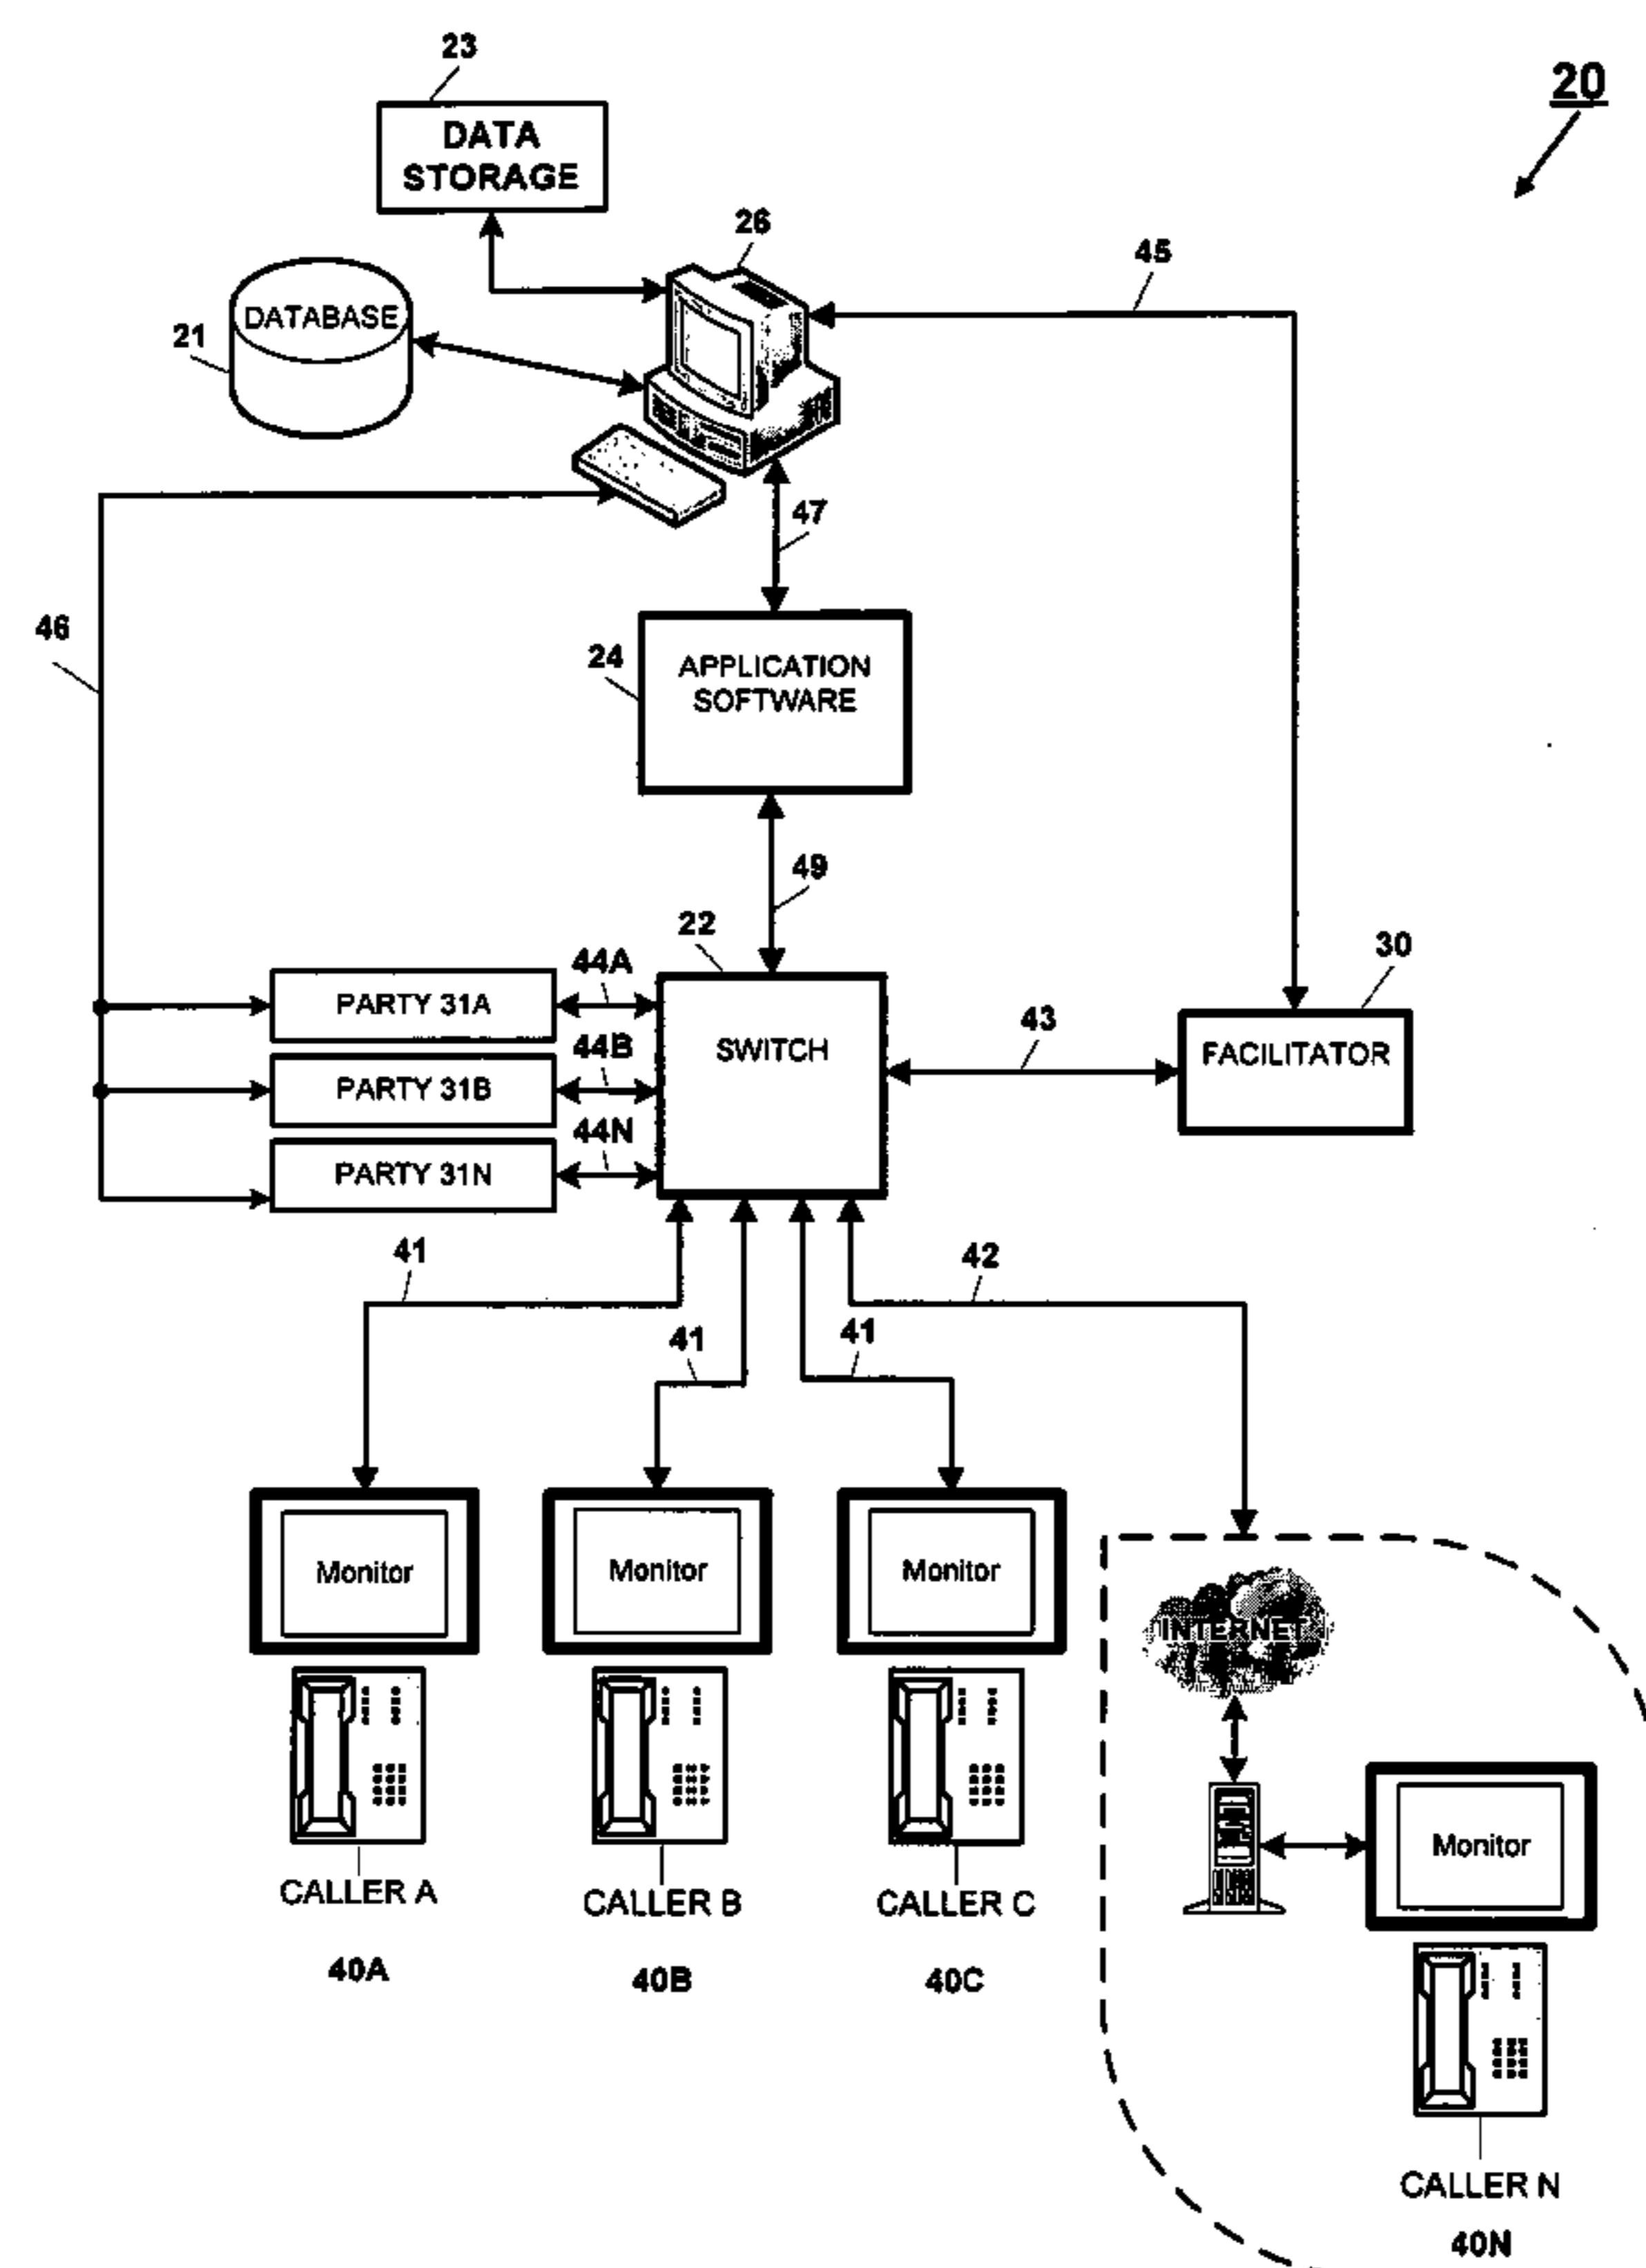 23
20
DATA
STORAGE
26
45
DATABASE
21
47
46
24
APPLICATION
SOFTWARE
49
22
30
44A
PARTY 31A
43
SWITCH
FACILITATOR
44B
PARTY 31B
44N
PARTY 31N
41
42
41
41
Monitor
Monitor
Monitor
INTERNET
Monitor
CALLER A
CALLER B
CALLER C
40A
40B
40C
CALLER N
40N